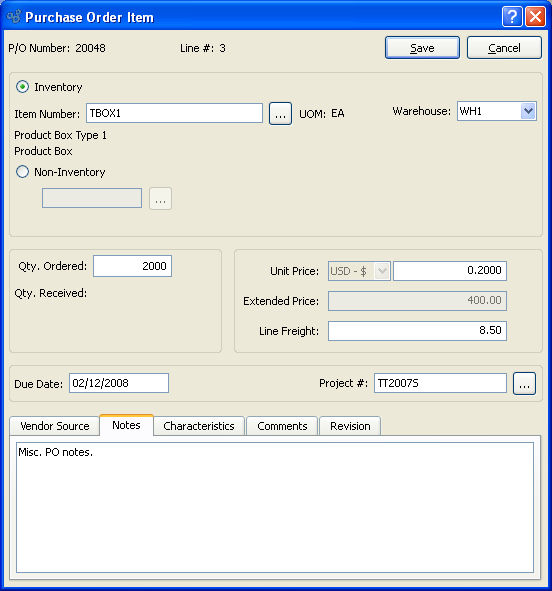 Purchase Order Item
P/O Number: 20048 Line #: 3 Save Cancel
Inventory
Item Number: TBOX1 ... UOM: EA Warehouse: WH1
Product Box Type 1
Product Box
Non-Inventory
...
Qty. Ordered: 2000
Qty. Received:
Unit Price: USD - $ 0.2000
Extended Price: 400.00
Line Freight: 8.50
Due Date: 02/12/2008 Project #: TT2007S ...
Vendor Source Notes Characteristics Comments Revision
Misc. PO notes.